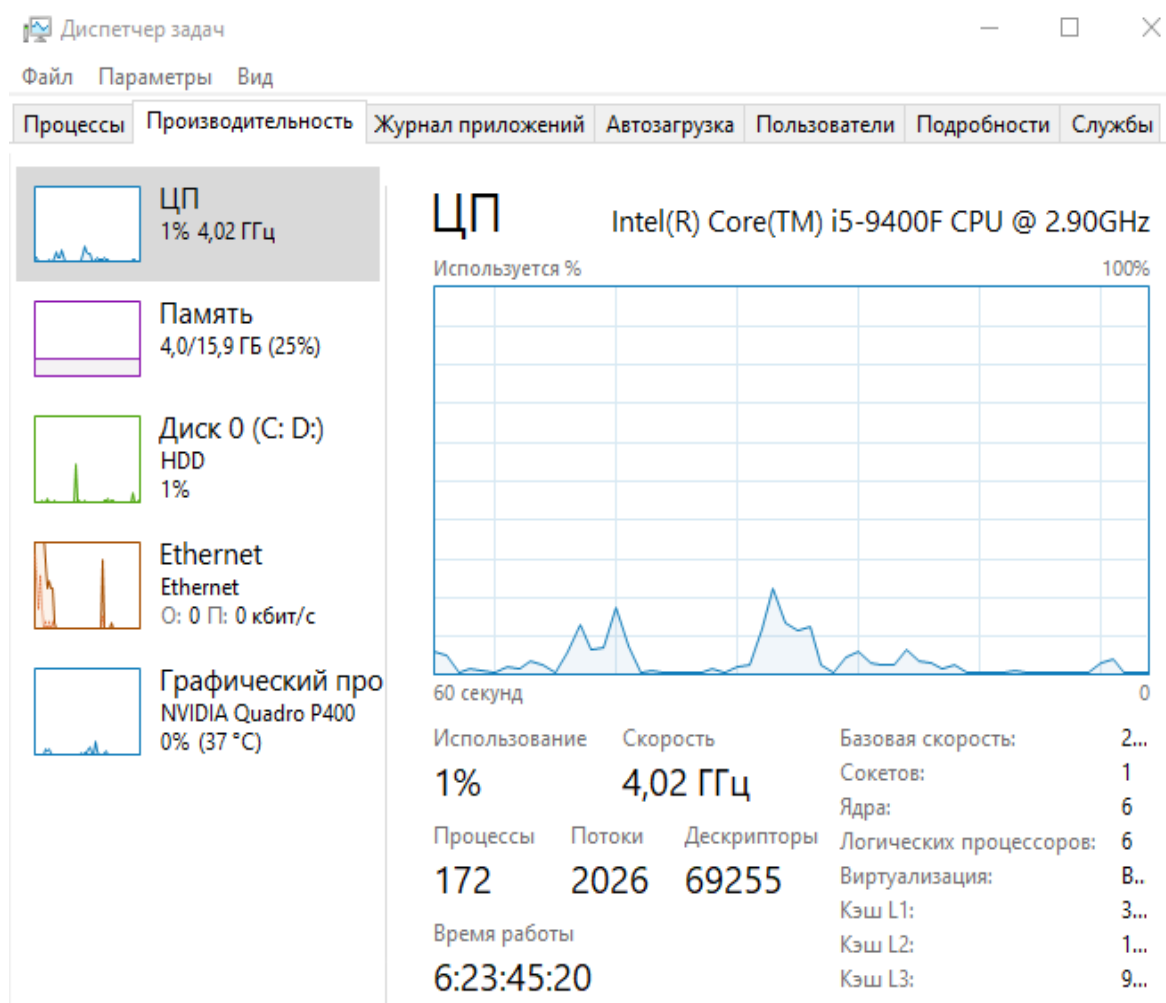 Диспетчер задач
Файл Параметры Вид
Процессы Производительность Журнал приложений Автозагрузка Пользователи Подробности Службы
ЦП
1% 4,02 ГГц
Память
4,0/15,9 ГБ (25%)
Диск 0 (C: D:)
HDD
1%
Ethernet
Ethernet
О: 0 П: 0 кбит/с
Графический про
NVIDIA Quadro P400
0% (37 °C)
ЦП Intel(R) Core(TM) i5-9400F CPU @ 2.90GHz
Используется % 100%
60 секунд 0
Использование Скорость
1% 4,02 ГГц
Процессы Потоки Дескрипторы
172 2026 69255
Время работы
6:23:45:20
Базовая скорость: 2...
Сокетов: 1
Ядра: 6
Логических процессоров: 6
Виртуализация: В..
Кэш L1: 3...
Кэш L2: 1...
Кэш L3: 9...